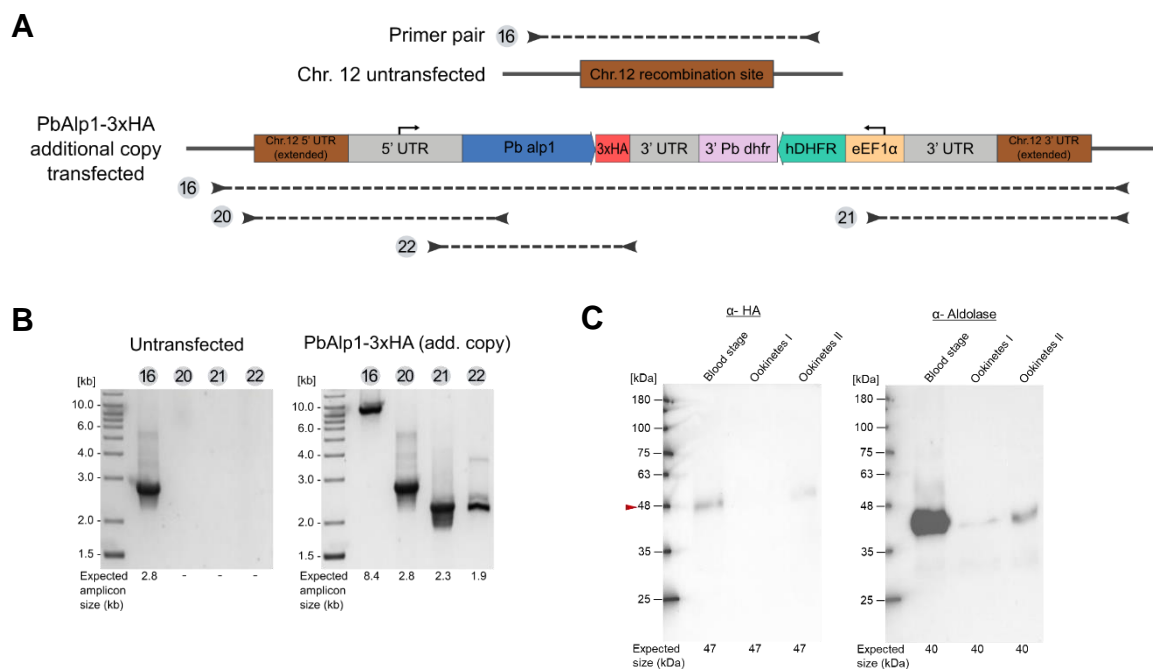 A
Primer pair 16
Chr. 12 untransfected
Chr.12 recombination site
PbAlp1-3xHA
additional copy
transfected
Chr.12 5' UTR
(extended)
5' UTR
Pb alp1
3xHA
3' UTR
3' Pb dhfr
hDHFR
eEF1α
3' UTR
Chr.12 3' UTR
(extended)
16
20
21
22
B
Untransfected
[kb] 16 20 21 22
10.0
6.0
4.0
3.0
2.0
1.5
Expected
amplicon
size (kb)
2.8 - - -
PbAlp1-3xHA (add. copy)
[kb] 16 20 21 22
10.0
6.0
4.0
3.0
2.0
1.5
Expected
amplicon
size (kb)
8.4 2.8 2.3 1.9
C
α- HA
Blood stage
Ookinetes I
Ookinetes II
[kDa]
180
100
75
63
48
35
25
Expected
size (kDa)
47 47 47
α- Aldolase
Blood stage
Ookinetes I
Ookinetes II
[kDa]
180
100
75
63
48
35
25
Expected
size (kDa)
40 40 40